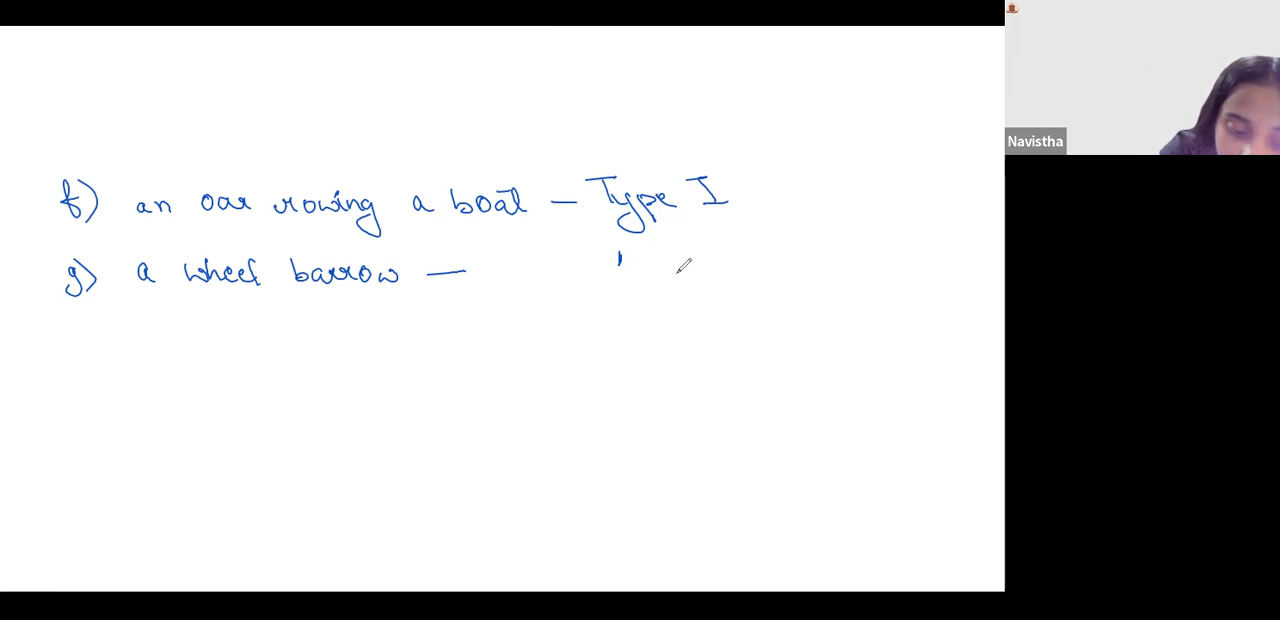 Navistha
f) an oar rowing a boat — Type I
g) a wheel barrow —